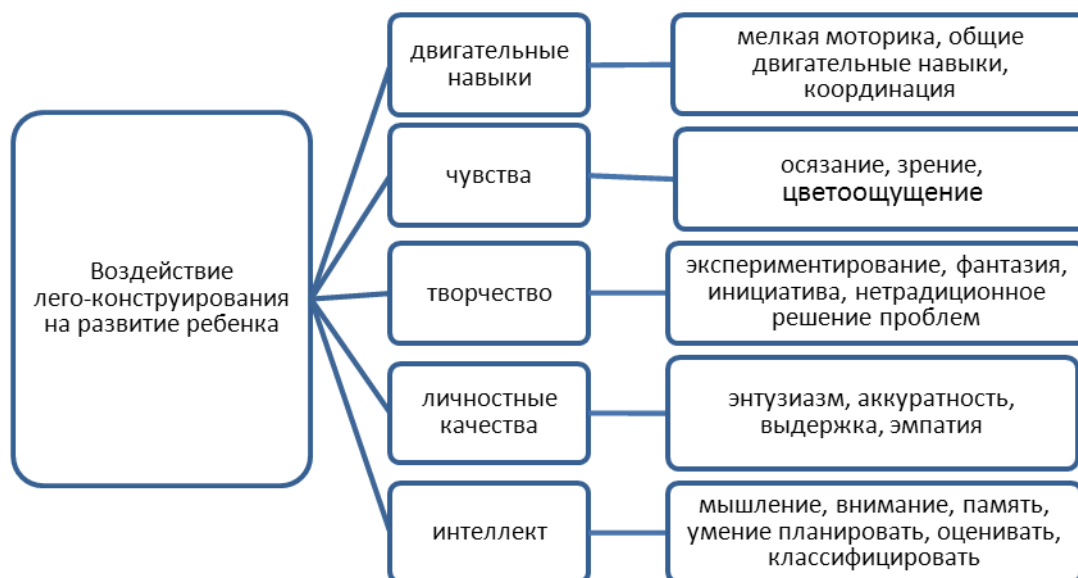 Воздействие
лего-конструирования
на развитие ребенка
двигательные
навыки
мелкая моторика, общие
двигательные навыки,
координация
чувства
осязание, зрение,
цветоощущение
творчество
экспериментирование, фантазия,
инициатива, нетрадиционное
решение проблем
личностные
качества
энтузиазм, аккуратность,
выдержка, эмпатия
интеллект
мышление, внимание, память,
умение планировать, оценивать,
классифицировать